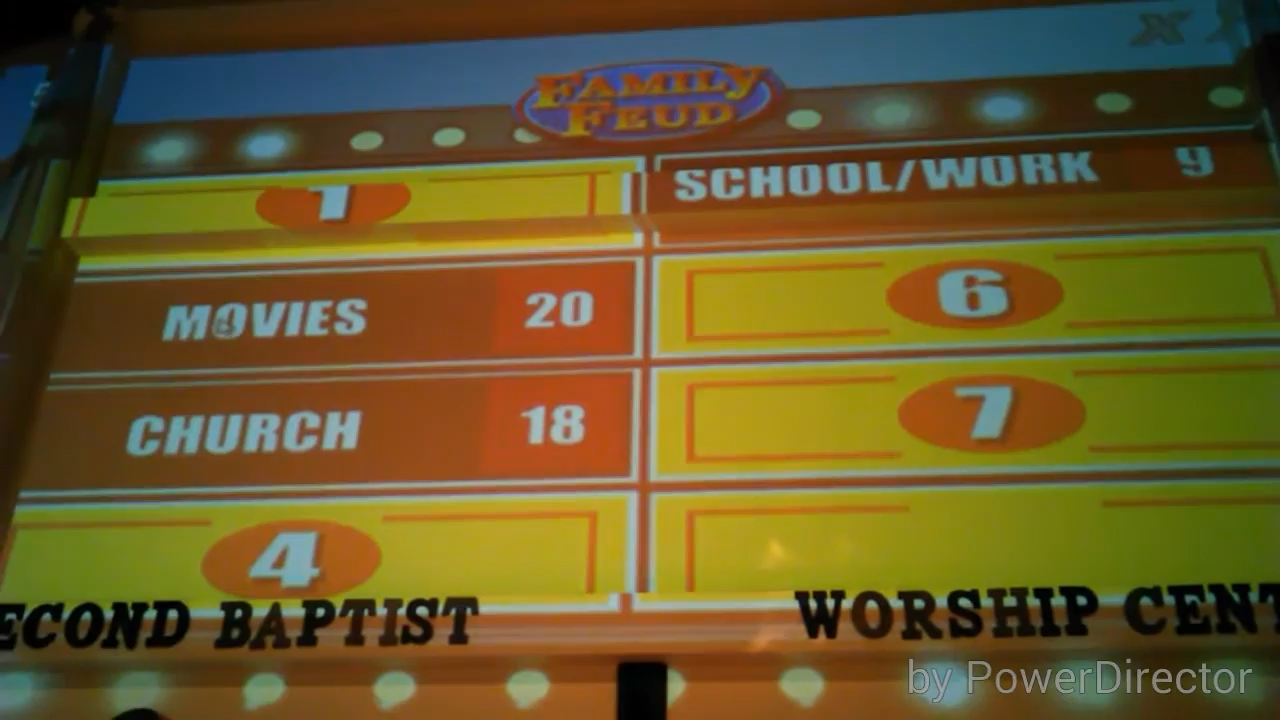 FAMILY
FEUD
X
1
SCHOOL/WORK 9
MOVIES 20
6
CHURCH 18
7
4
ECOND BAPTIST
WORSHIP CENT
by PowerDirector